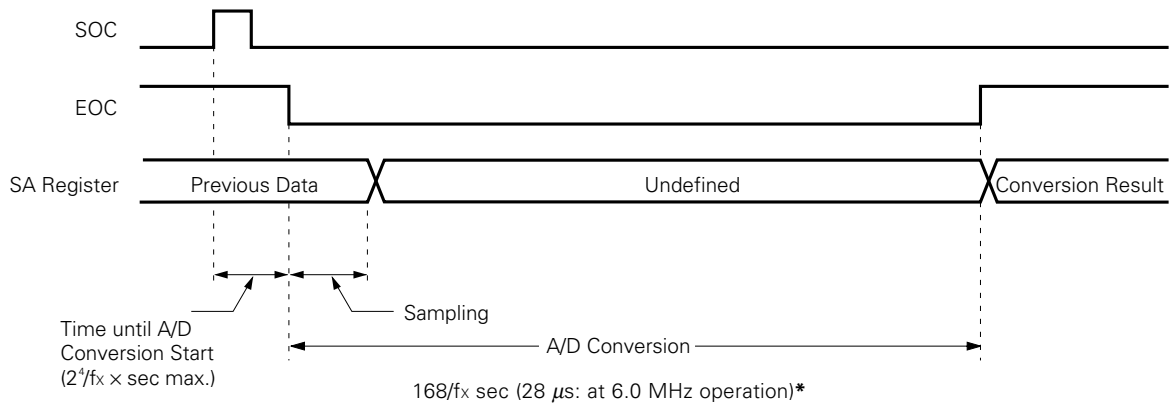 SOC
EOC
SA Register
Previous Data
Undefined
Conversion Result
Time until A/D
Conversion Start
(2⁴/fx × sec max.)
Sampling
A/D Conversion
168/fx sec (28 μs: at 6.0 MHz operation)*